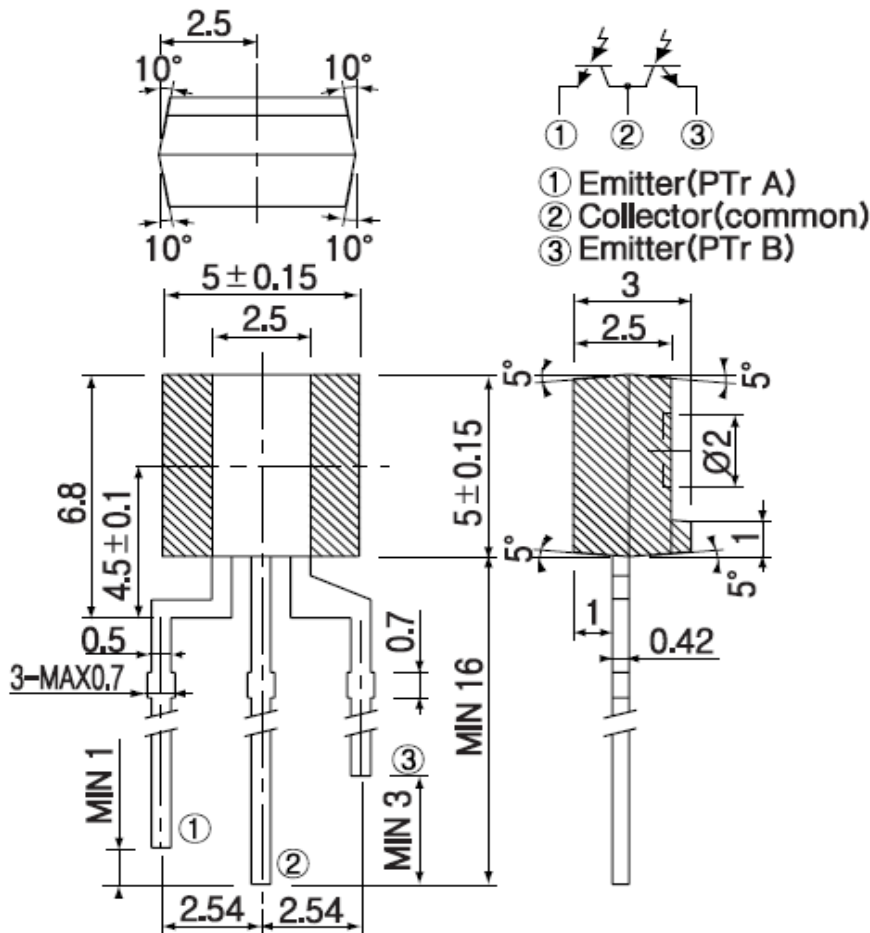 2.5
10°
10°
10°
10°
① ② ③
① Emitter(PTr A)
② Collector(common)
③ Emitter(PTr B)
5±0.15
2.5
3
2.5
5°
5°
6.8
4.5±0.1
5±0.15
Ø2
1
5°
5°
0.5
0.7
1
0.42
3-MAX0.7
MIN 16
MIN 1
①
②
③
MIN 3
2.54
2.54